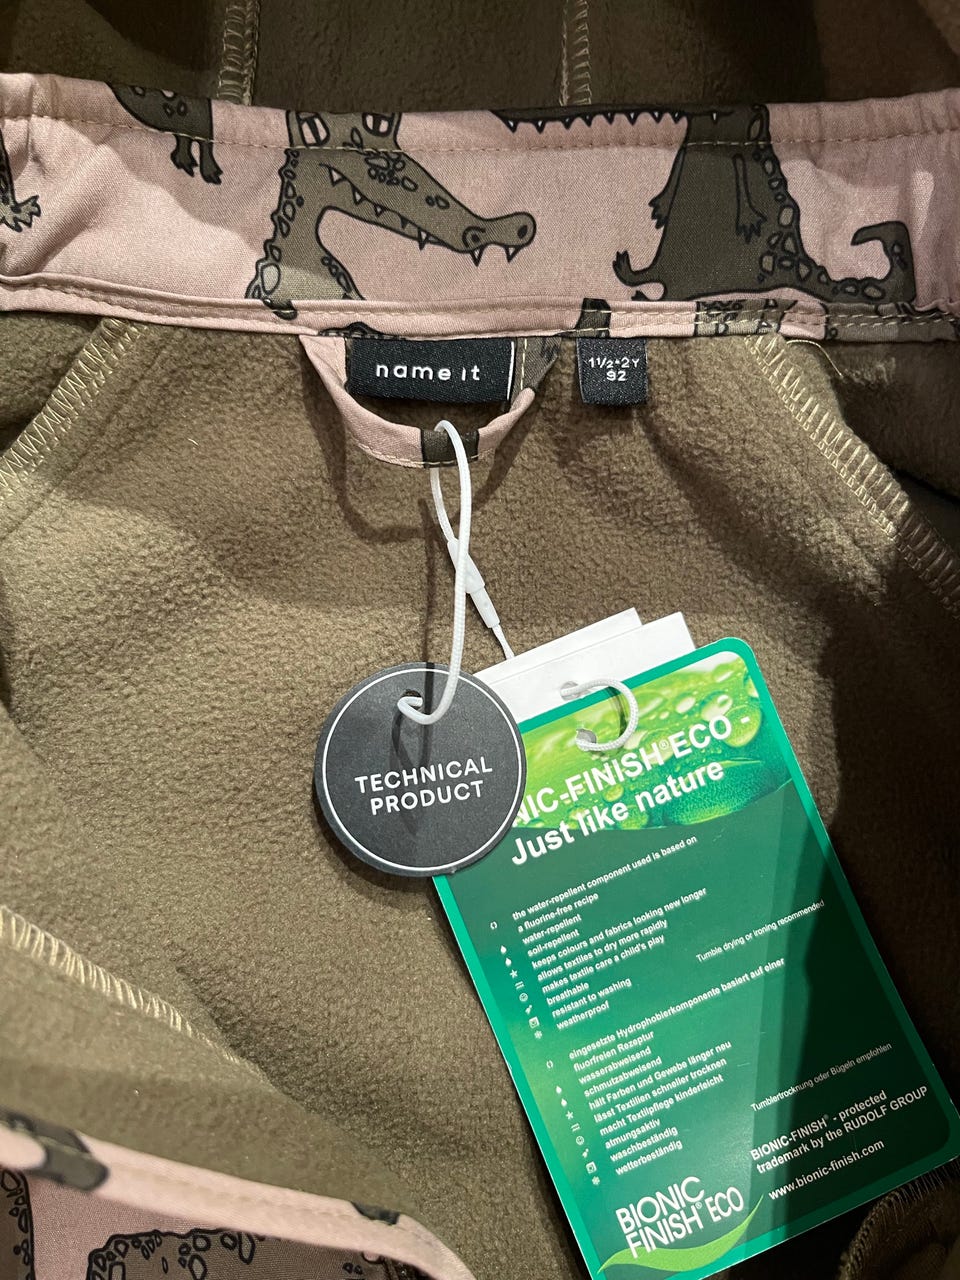 name it
1½-2Y
92
TECHNICAL
PRODUCT
NIC-FINISH® ECO -
Just like nature
the water-repellent component used is based on
a fluorine-free recipe
water-repellent
soil-repellent
keeps colours and fabrics looking new longer
allows textiles to dry more rapidly
makes textile care a child's play
breathable
resistant to washing
weatherproof
Tumble drying or ironing recommended
eingesetzte Hydrophobierkomponente basiert auf einer
fluorfreien Rezeptur
wasserabweisend
schmutzabweisend
hält Farben und Gewebe länger neu
lässt Textilien schneller trocknen
macht Textilpflege kinderleicht
atmungsaktiv
waschbeständig
wetterbeständig
Tumblertrocknung oder Bügeln empfohlen
BIONIC-FINISH® - protected
trademark by the RUDOLF GROUP
www.bionic-finish.com
BIONIC
FINISH® ECO